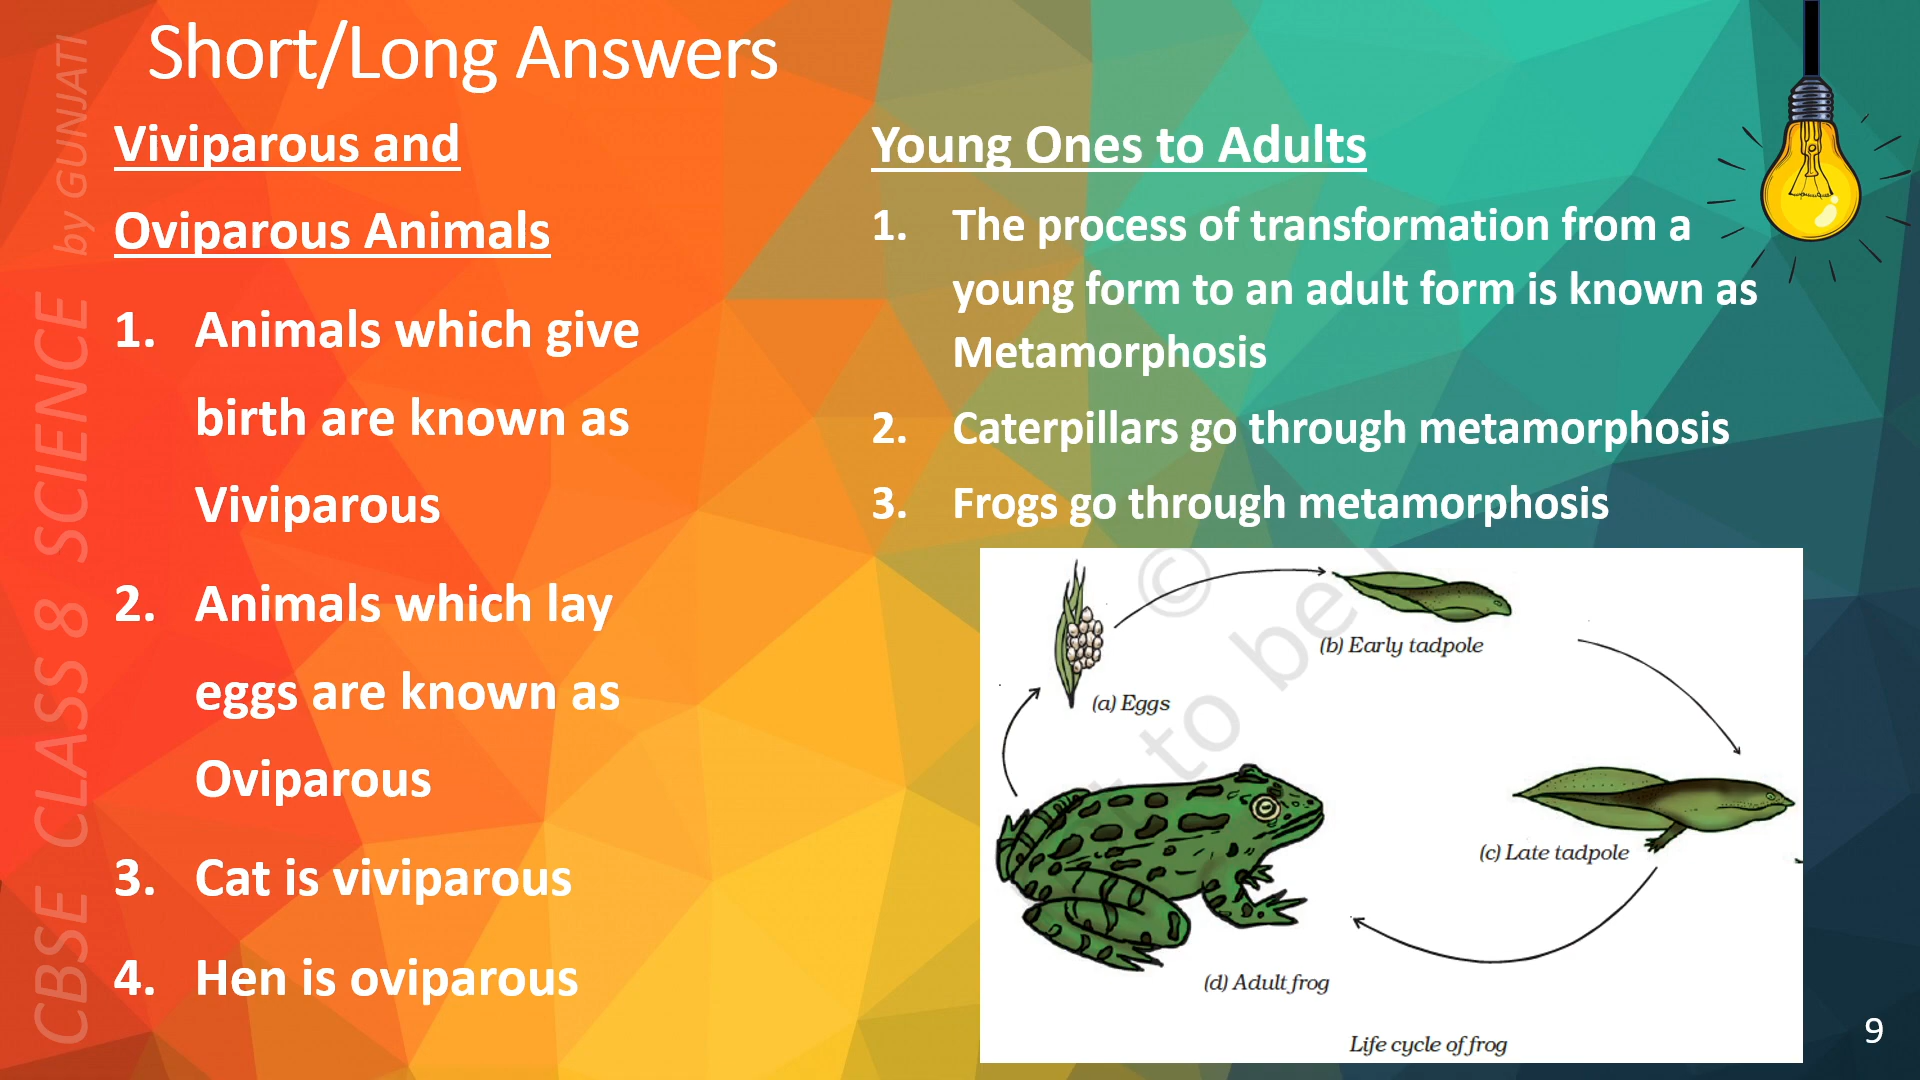 Short/Long Answers
CBSE CLASS 8 SCIENCE by GUNJATI
Viviparous and
Oviparous Animals
1. Animals which give
birth are known as
Viviparous
2. Animals which lay
eggs are known as
Oviparous
3. Cat is viviparous
4. Hen is oviparous
Young Ones to Adults
1. The process of transformation from a
young form to an adult form is known as
Metamorphosis
2. Caterpillars go through metamorphosis
3. Frogs go through metamorphosis
©
to be
(a) Eggs
(b) Early tadpole
(c) Late tadpole
(d) Adult frog
Life cycle of frog
9